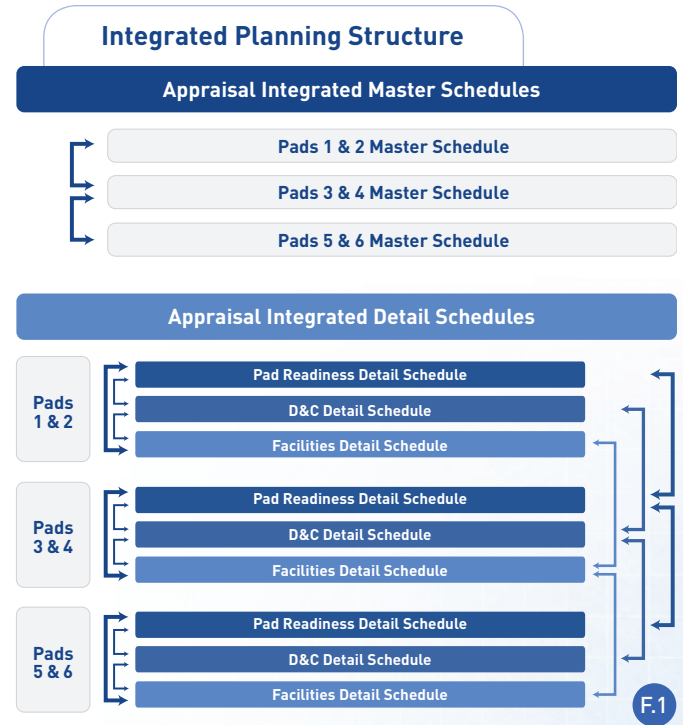 Integrated Planning Structure
Appraisal Integrated Master Schedules
Pads 1 & 2 Master Schedule
Pads 3 & 4 Master Schedule
Pads 5 & 6 Master Schedule
Appraisal Integrated Detail Schedules
Pads
1 & 2
Pad Readiness Detail Schedule
D&C Detail Schedule
Facilities Detail Schedule
Pads
3 & 4
Pad Readiness Detail Schedule
D&C Detail Schedule
Facilities Detail Schedule
Pads
5 & 6
Pad Readiness Detail Schedule
D&C Detail Schedule
Facilities Detail Schedule
F.1